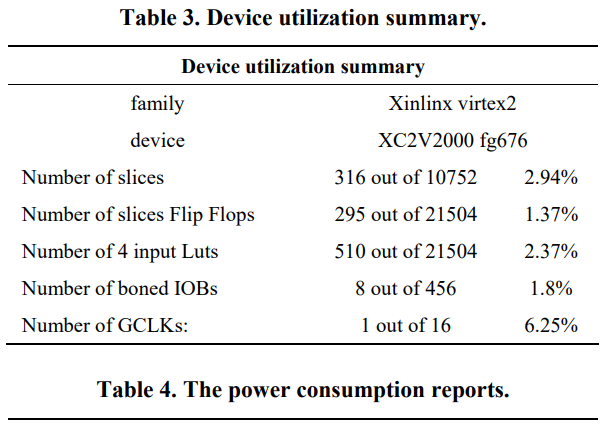 Table 3. Device utilization summary.
Device utilization summary
family Xinlinx virtex2
device XC2V2000 fg676
Number of slices 316 out of 10752 2.94%
Number of slices Flip Flops 295 out of 21504 1.37%
Number of 4 input Luts 510 out of 21504 2.37%
Number of boned IOBs 8 out of 456 1.8%
Number of GCLKs: 1 out of 16 6.25%
Table 4. The power consumption reports.